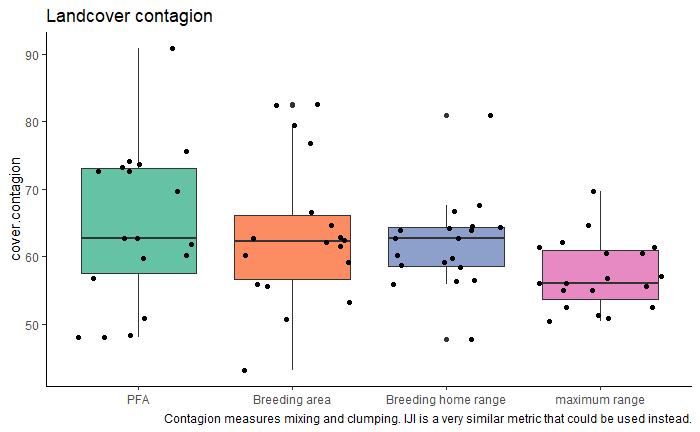 Landcover contagion
cover.contagion
90
80
70
60
50
PFA
Breeding area
Breeding home range
maximum range
Contagion measures mixing and clumping. IJI is a very similar metric that could be used instead.